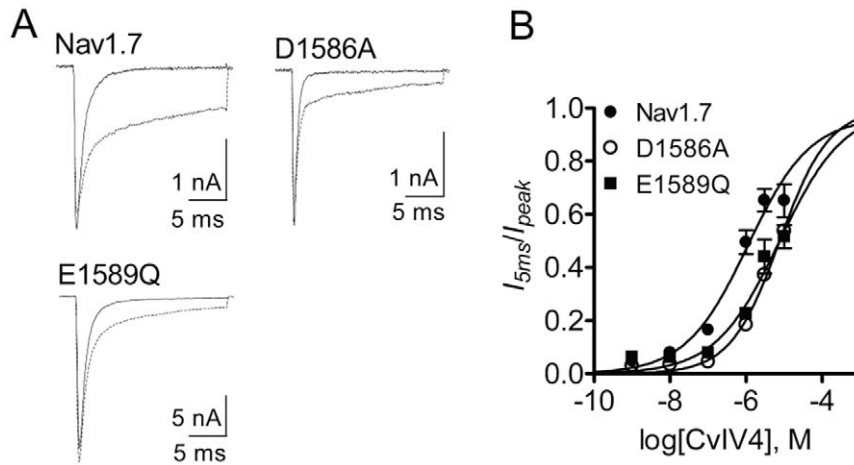 A
Nav1.7
D1586A
1 nA
5 ms
1 nA
5 ms
E1589Q
5 nA
5 ms
B
Nav1.7
D1586A
E1589Q
1.0
0.8
0.6
0.4
0.2
0.0
I5ms/Ipeak
-10
-8
-6
-4
log[CvIV4], M